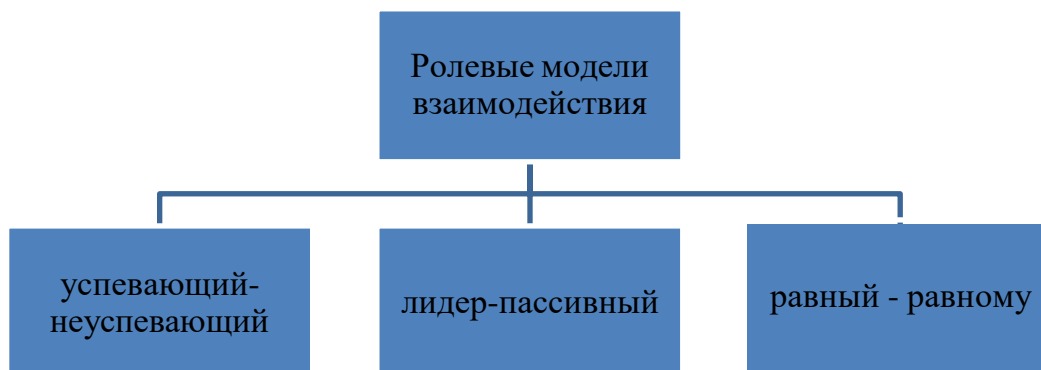 Ролевые модели
взаимодействия
успевающий-
неуспевающий
лидер-пассивный
равный - равному